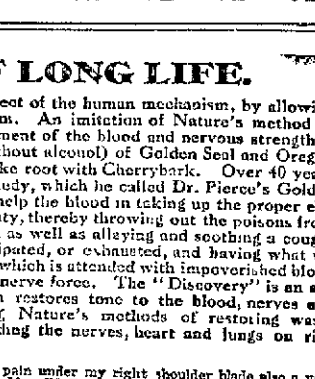 F LONG LIFE.
ect of the human mechanism, by allowi
m. An imitation of Nature's method
ment of the blood and nervous strength
hout alcohol) of Golden Seal and Oreg
ke root with Cherrybark. Over 40 yea
edy, which he called Dr. Pierce's Gold
help the blood in taking up the proper e
ty, thereby throwing out the poisons fro
as well as allaying and soothing a coug
ipated, or exhausted, and having what
which is attended with impoverished blo
nerve force. The "Discovery" is an a
restores tone to the blood, nerves a
g Nature's methods of restoring was
ding the nerves, heart and lungs on ri
pain under my right shoulder blade also a